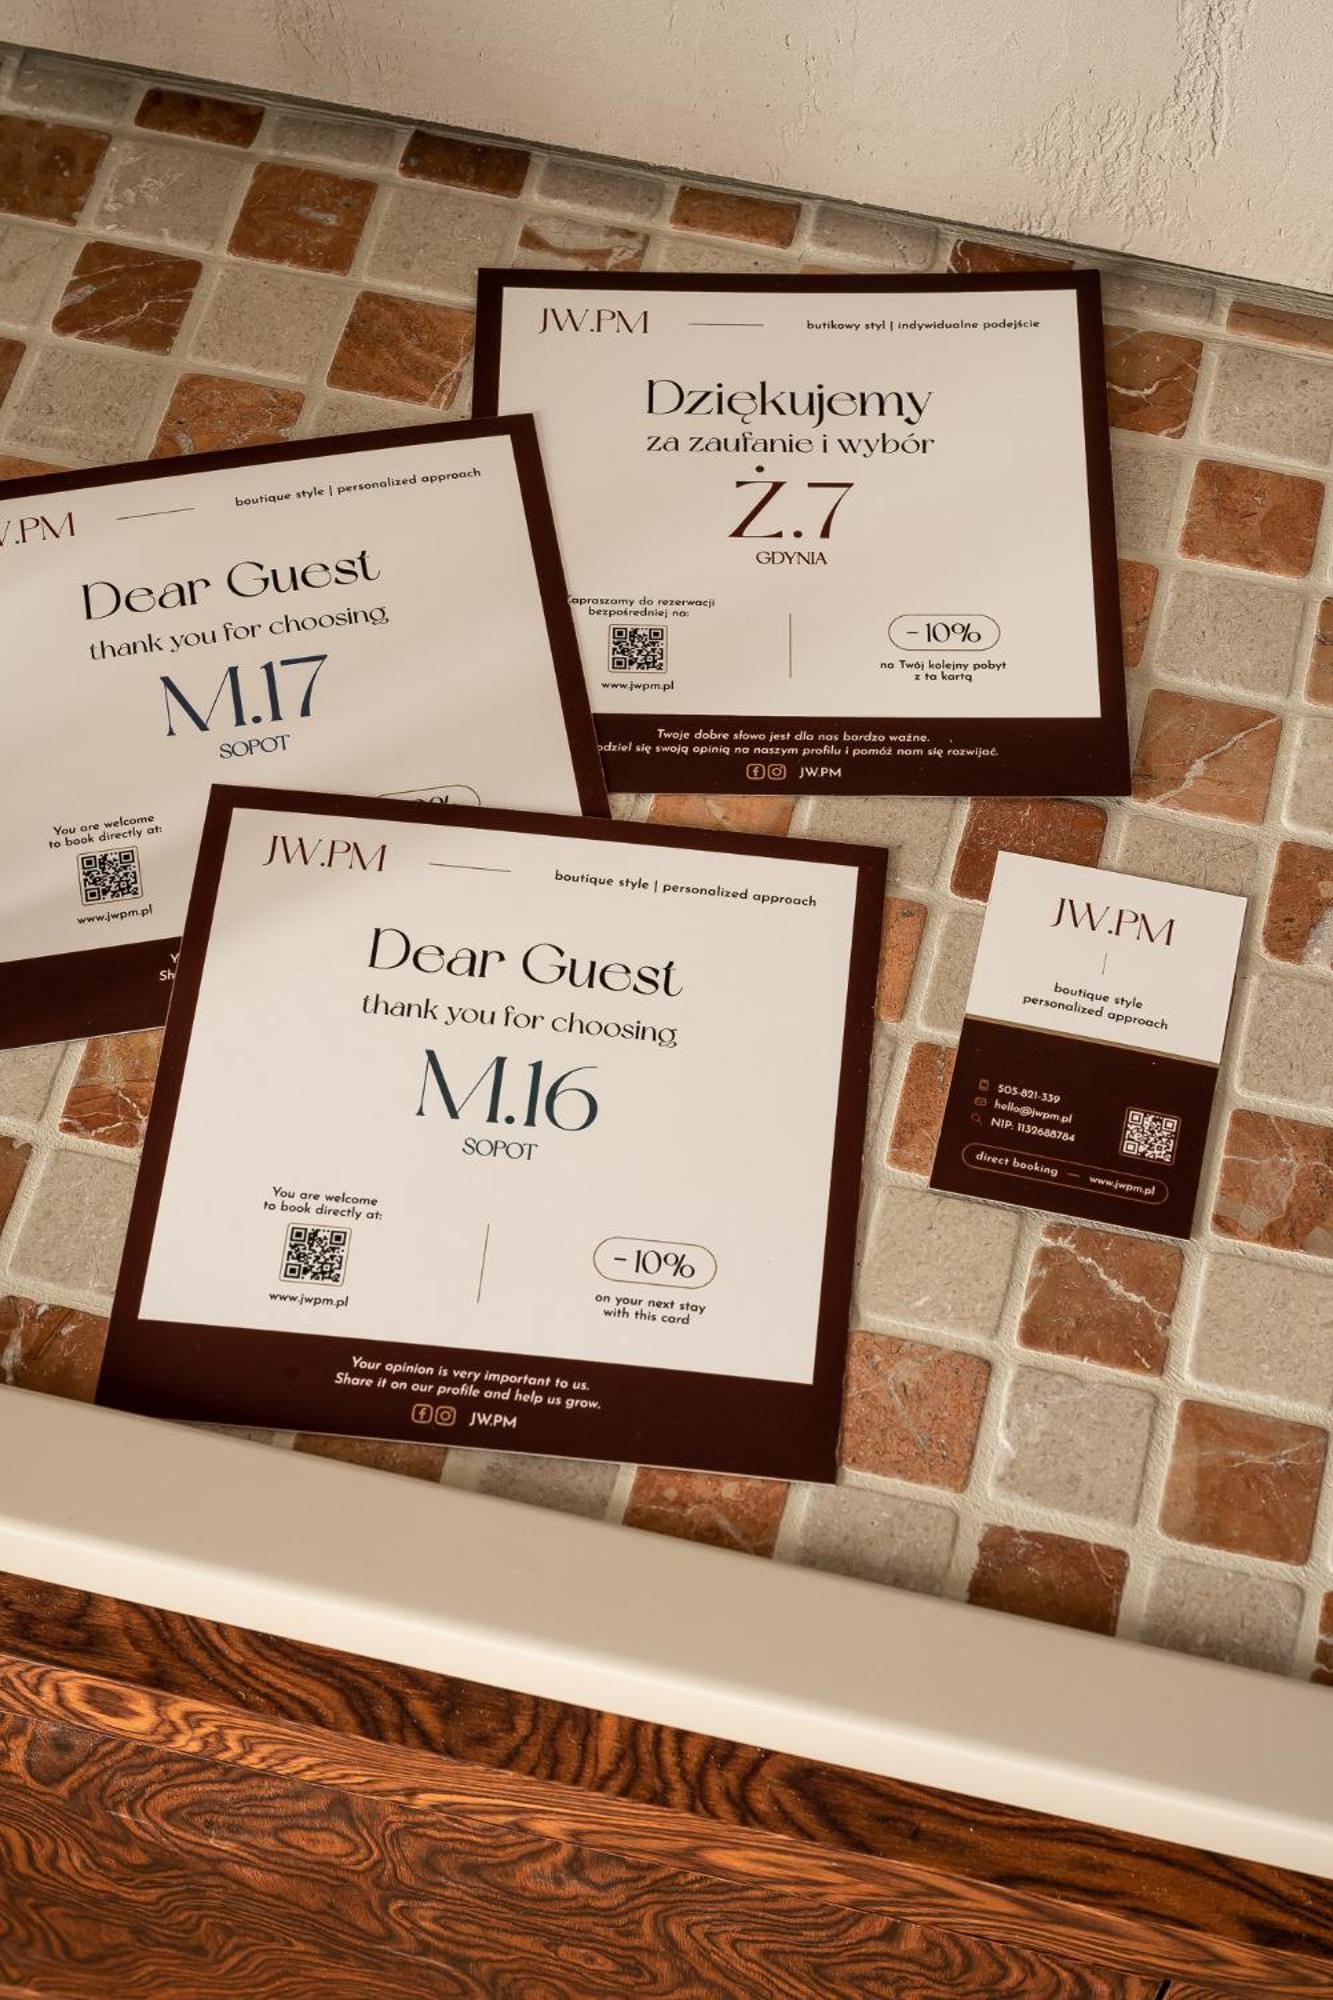 JW.PM
butikowy styl | indywidualne podejście
Dziękujemy
za zaufanie i wybór
Ż.7
GDYNIA
Zapraszamy do rezerwacji
bezpośredniej na:
www.jwpm.pl
-10%
na Twój kolejny pobyt
z ta kartą
Twoje dobre słowo jest dla nas bardzo ważne.
się swoją opinią na naszym profilu i pomóż nam się rozwijać.
JW.PM
.PM
boutique style | personalized approach
Dear Guest
thank you for choosing
M.17
SOPOT
You are welcome
to book directly at:
www.jwpm.pl
JW.PM
boutique style | personalized approach
Dear Guest
thank you for choosing
M.16
SOPOT
You are welcome
to book directly at:
www.jwpm.pl
-10%
on your next stay
with this card
Your opinion is very important to us.
Share it on our profile and help us grow.
JW.PM
JW.PM
boutique style
personalized approach
505-821-339
hello@jwpm.pl
NIP: 1132688784
direct booking — www.jwpm.pl